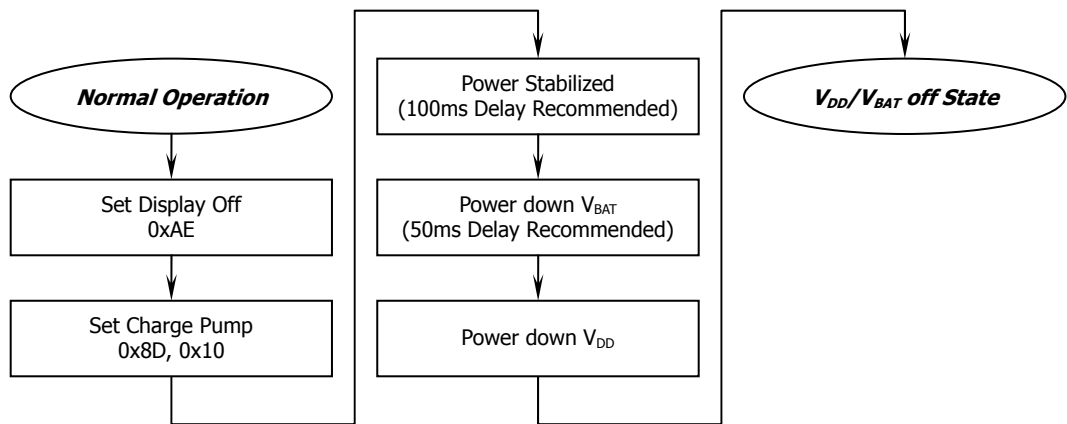 Normal Operation
Set Display Off
0xAE
Set Charge Pump
0x8D, 0x10
Power Stabilized
(100ms Delay Recommended)
Power down VBAT
(50ms Delay Recommended)
Power down VDD
VDD/VBAT off State